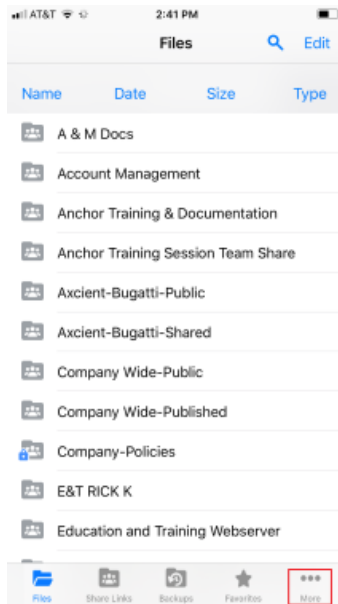 AT&T 2:41 PM
Files Edit
Name Date Size Type
A & M Docs
Account Management
Anchor Training & Documentation
Anchor Training Session Team Share
Axcient-Bugatti-Public
Axcient-Bugatti-Shared
Company Wide-Public
Company Wide-Published
Company-Policies
E&T RICK K
Education and Training Webserver
Files Share Links Backups Favorites More